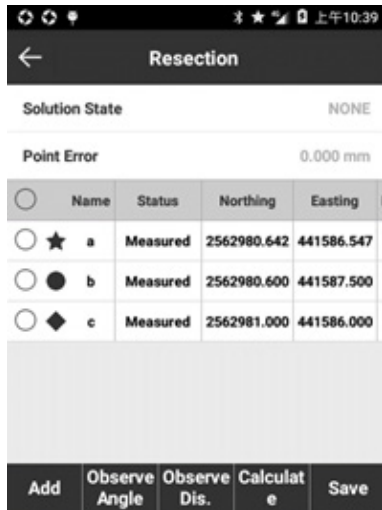 上午10:39
Resection
Solution State NONE
Point Error 0.000 mm
Name Status Northing Easting
a Measured 2562980.642 441586.547
b Measured 2562980.600 441587.500
c Measured 2562981.000 441586.000
Add Observe Angle Observe Dis. Calculate Save